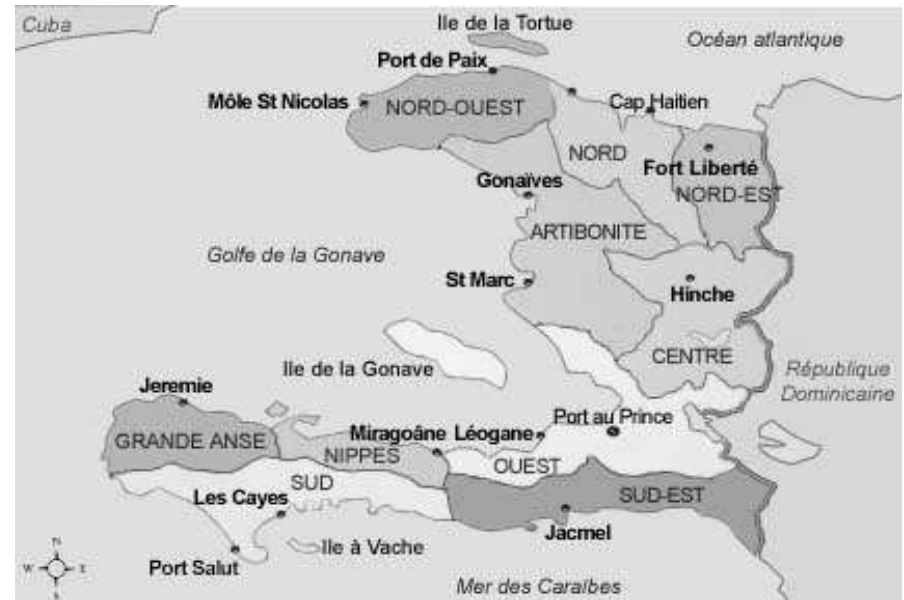 Cuba
Ile de la Tortue
Océan atlantique
Port de Paix
Môle St Nicolas
NORD-OUEST
Cap Haitien
NORD
Fort Liberté
NORD-EST
Gonaïves
ARTIBONITE
Golfe de la Gonave
St Marc
Hinche
CENTRE
Ile de la Gonave
République
Dominicaine
Jeremie
Port au Prince
GRANDE ANSE
Miragoâne
Léogane
NIPPES
OUEST
SUD
Les Cayes
SUD-EST
Jacmel
Ile à Vache
Port Salut
Mer des Caraïbes
N
W
E
S